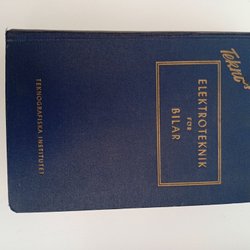 Tekno's
ELEKTROTEKNIK
FÖR
BILAR
TEKNOGRAFISKA INSTITUTET